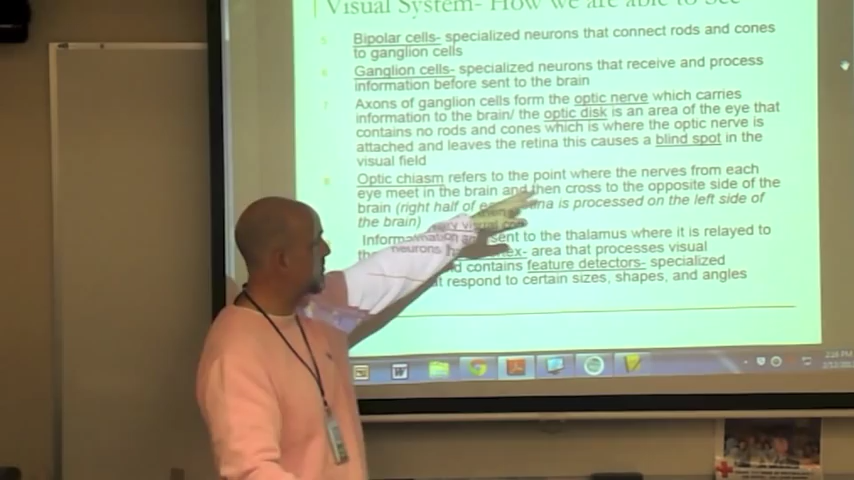 Visual System- How we are able to See
5 Bipolar cells- specialized neurons that connect rods and cones
to ganglion cells
6 Ganglion cells- specialized neurons that receive and process
information before sent to the brain
7 Axons of ganglion cells form the optic nerve which carries
information to the brain/ the optic disk is an area of the eye that
contains no rods and cones which is where the optic nerve is
attached and leaves the retina this causes a blind spot in the
visual field
8 Optic chiasm refers to the point where the nerves from each
eye meet in the brain and then cross to the opposite side of the
brain (right half of is processed on the left side of
the brain)
sent to the thalamus where it is relayed to
area that processes visual
contains feature detectors- specialized
respond to certain sizes, shapes, and angles